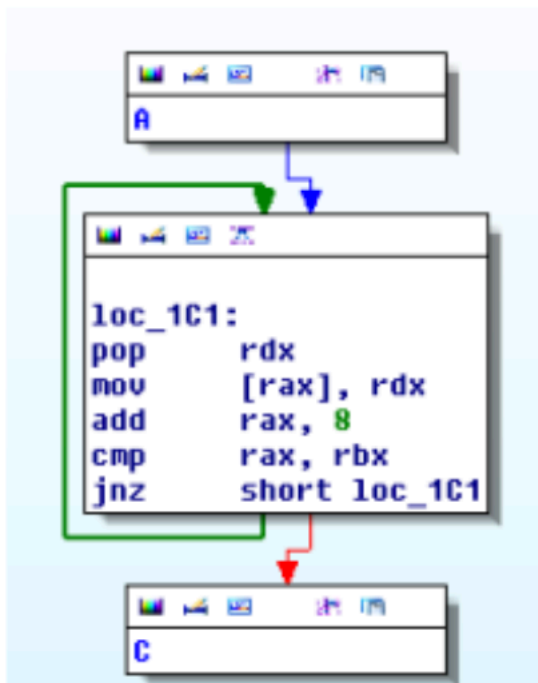 A
loc_1C1:
pop rdx
mov [rax], rdx
add rax, 8
cmp rax, rbx
jnz short loc_1C1
C